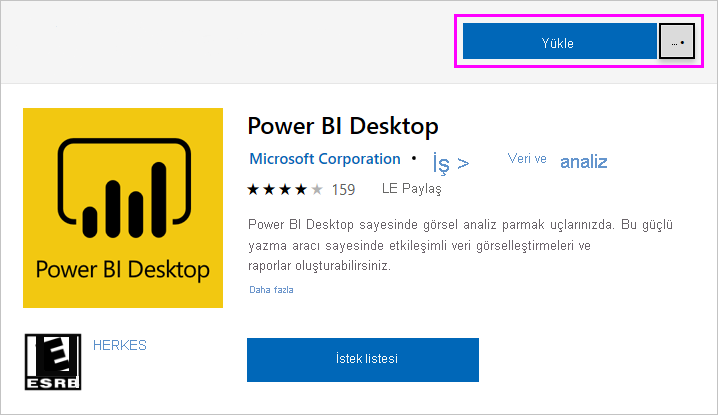 Yükle ...
Power BI Desktop
Microsoft Corporation • İş > Veri ve analiz
159 LE Paylaş
Power BI Desktop sayesinde görsel analiz parmak uçlarınızda. Bu güçlü
yazma aracı sayesinde etkileşimli veri görselleştirmeleri ve
raporlar oluşturabilirsiniz.
Daha fazla
Power BI Desktop
E
ESRB
HERKES
İstek listesi